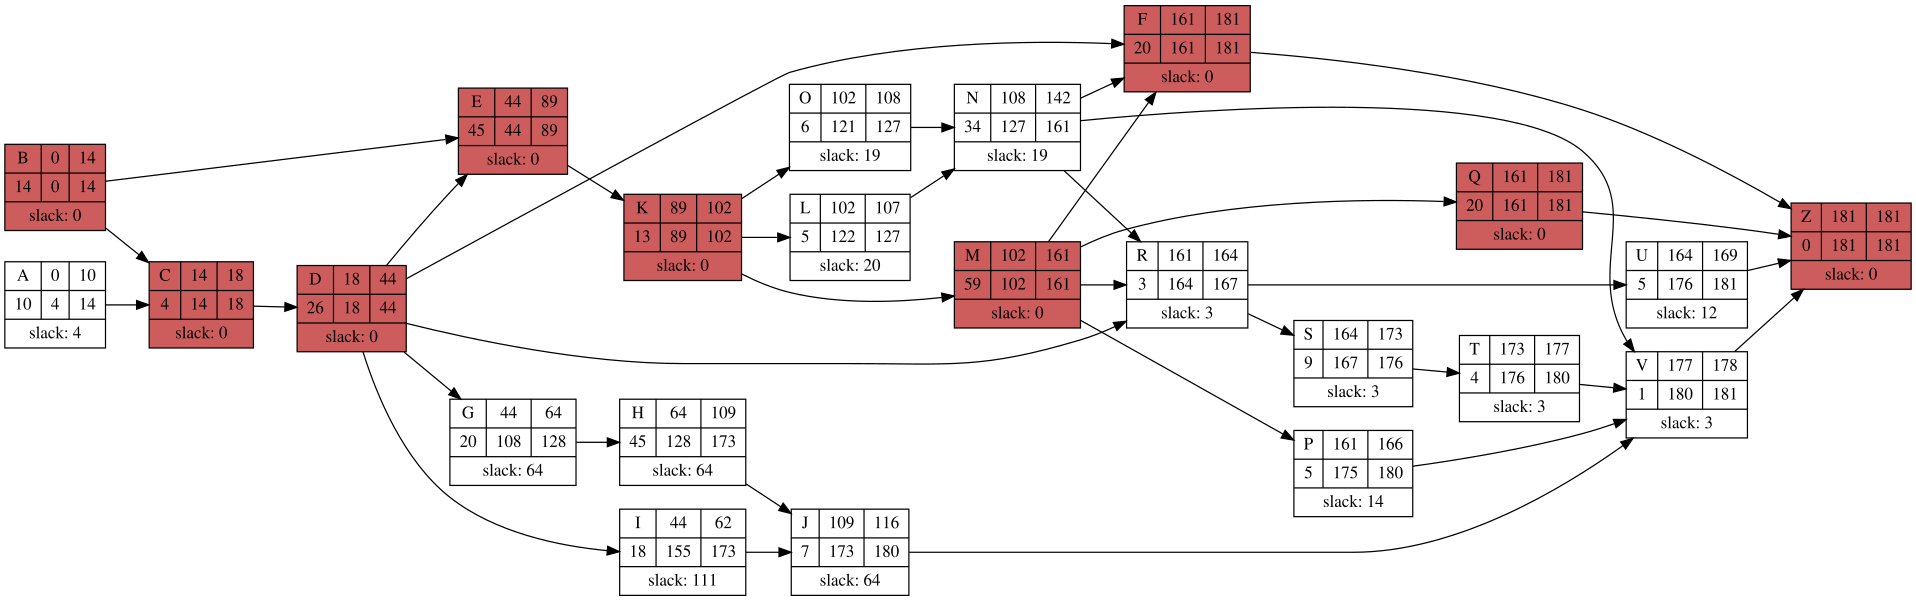 B 0 14
14 0 14
slack: 0
A 0 10
10 4 14
slack: 4
C 14 18
4 14 18
slack: 0
D 18 44
26 18 44
slack: 0
E 44 89
45 44 89
slack: 0
G 44 64
20 108 128
slack: 64
K 89 102
13 89 102
slack: 0
H 64 109
45 128 173
slack: 64
I 44 62
18 155 173
slack: 111
O 102 108
6 121 127
slack: 19
L 102 107
5 122 127
slack: 20
J 109 116
7 173 180
slack: 64
N 108 142
34 127 161
slack: 19
M 102 161
59 102 161
slack: 0
F 161 181
20 161 181
slack: 0
R 161 164
3 164 167
slack: 3
S 164 173
9 167 176
slack: 3
P 161 166
5 175 180
slack: 14
Q 161 181
20 161 181
slack: 0
T 173 177
4 176 180
slack: 3
U 164 169
5 176 181
slack: 12
V 177 178
1 180 181
slack: 3
Z 181 181
0 181 181
slack: 0